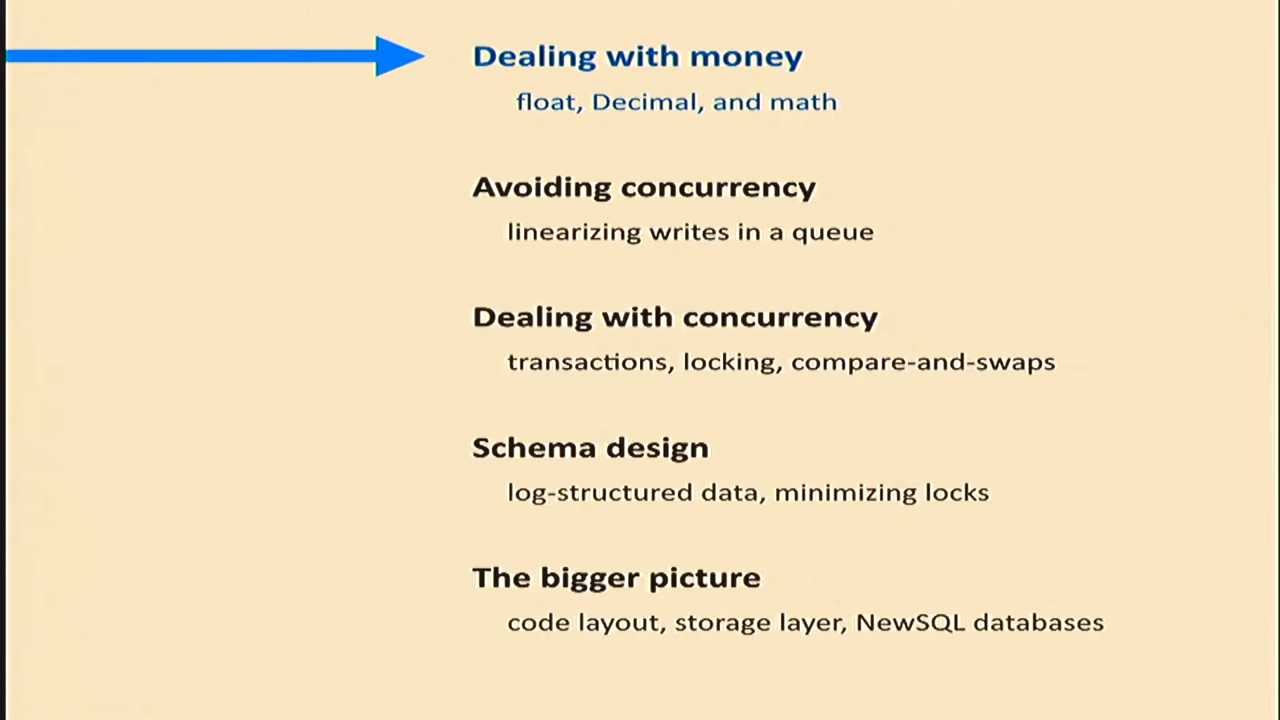 Dealing with money
float, Decimal, and math
Avoiding concurrency
linearizing writes in a queue
Dealing with concurrency
transactions, locking, compare-and-swaps
Schema design
log-structured data, minimizing locks
The bigger picture
code layout, storage layer, NewSQL databases